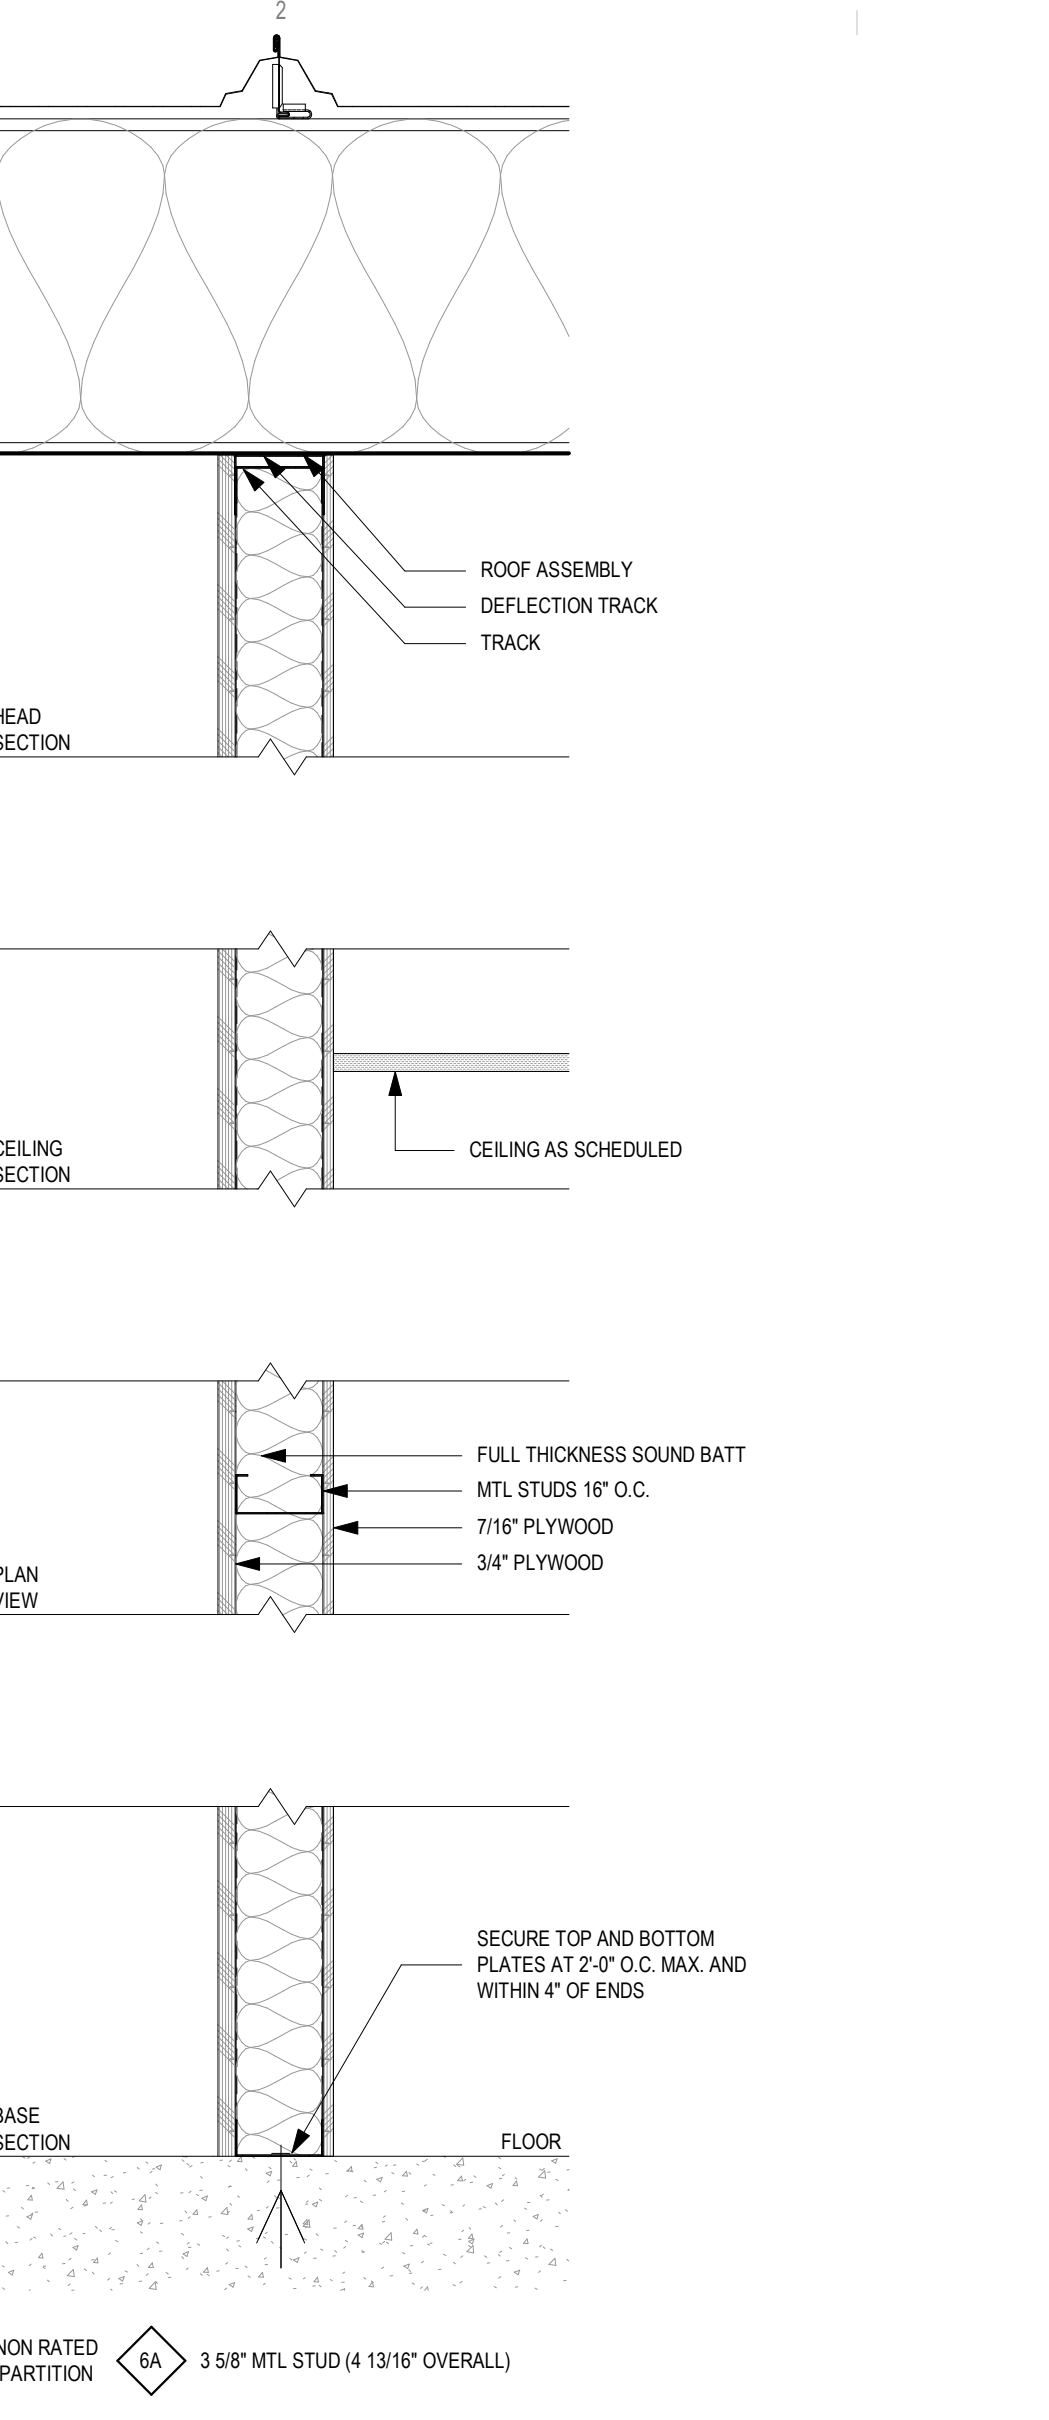 2
ROOF ASSEMBLY
DEFLECTION TRACK
TRACK
HEAD
SECTION
CEILING AS SCHEDULED
CEILING
SECTION
FULL THICKNESS SOUND BATT
MTL STUDS 16" O.C.
7/16" PLYWOOD
3/4" PLYWOOD
PLAN
VIEW
SECURE TOP AND BOTTOM
PLATES AT 2'-0" O.C. MAX. AND
WITHIN 4" OF ENDS
BASE
SECTION
FLOOR
NON RATED
PARTITION
6A
3 5/8" MTL STUD (4 13/16" OVERALL)